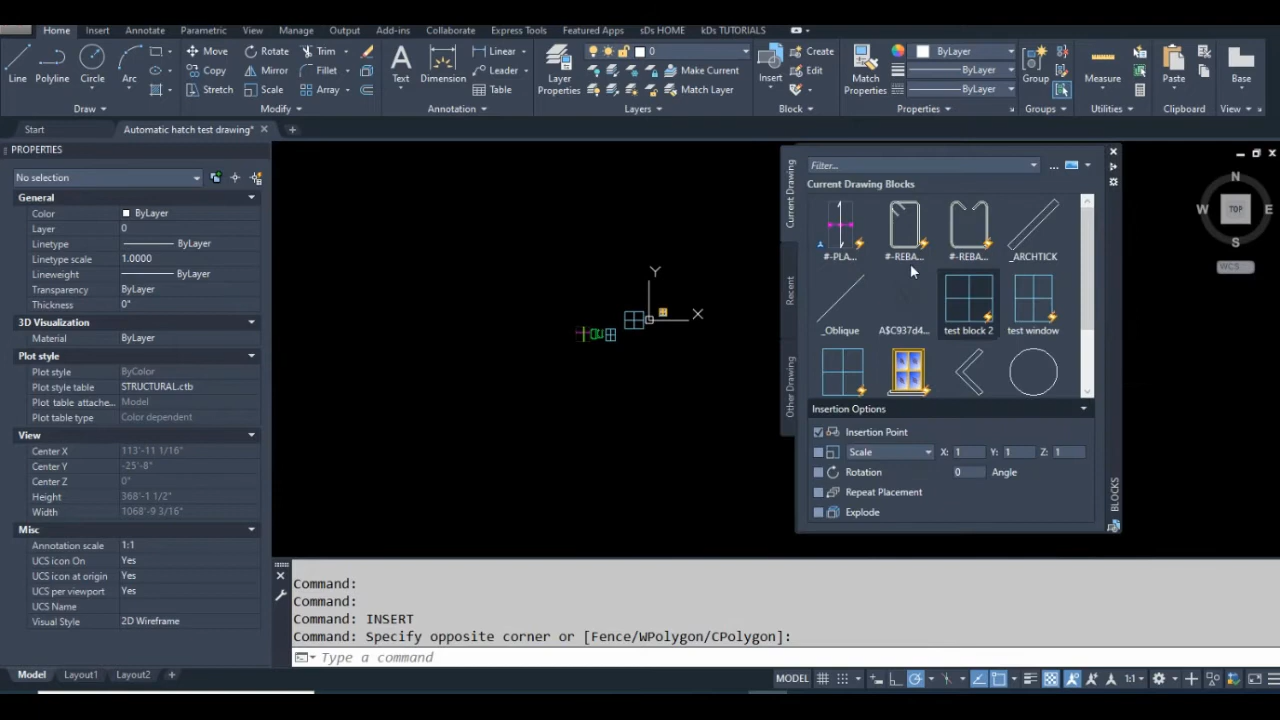 Home Insert Annotate Parametric View Manage Output Collaborate Express Tools Featured Apps sDs HOME kDs TUTORIALS
Line Polyline Circle Arc
Move Rotate Trim
Copy Mirror Fillet
Stretch Scale Array
Text Dimension
Linear
Leader
Table
Layer Properties
0
Make Current
Match Layer
Insert
Create
Edit
Match Properties
ByLayer
ByLayer
ByLayer
Group
Measure
Paste
Base
Draw Modify Annotation Layers Block Properties Groups Utilities Clipboard View
Start Automatic hatch test drawing*
PROPERTIES
No selection
General
Color ByLayer
Layer 0
Linetype ByLayer
Linetype scale 1.0000
Lineweight ByLayer
Transparency ByLayer
Thickness 0"
3D Visualization
Material ByLayer
Plot style
Plot style ByColor
Plot style table STRUCTURAL.ctb
Plot table attache... Model
Plot table type Color dependent
View
Center X 113'-11 1/16"
Center Y -25'-8"
Center Z 0"
Height 368'-1 1/2"
Width 1068'-9 3/16"
Misc
Annotation scale 1:1
UCS icon On Yes
UCS icon at origin Yes
UCS per viewport Yes
UCS Name
Visual Style 2D Wireframe
Y
X
Current Drawing
Recent
Other Drawing
Filter...
...
Current Drawing Blocks
#-PLA... #-REBA... #-REBA... _ARCHTICK
_Oblique A$C937d4... test block 2 test window
Insertion Options
Insertion Point
Scale X: 1 Y: 1 Z: 1
Rotation 0 Angle
Repeat Placement
Explode
BLOCKS
N
W TOP E
S
WCS
Command:
Command:
Command: INSERT
Command: Specify opposite corner or [Fence/WPolygon/CPolygon]:
Type a command
Model Layout1 Layout2
MODEL 1:1